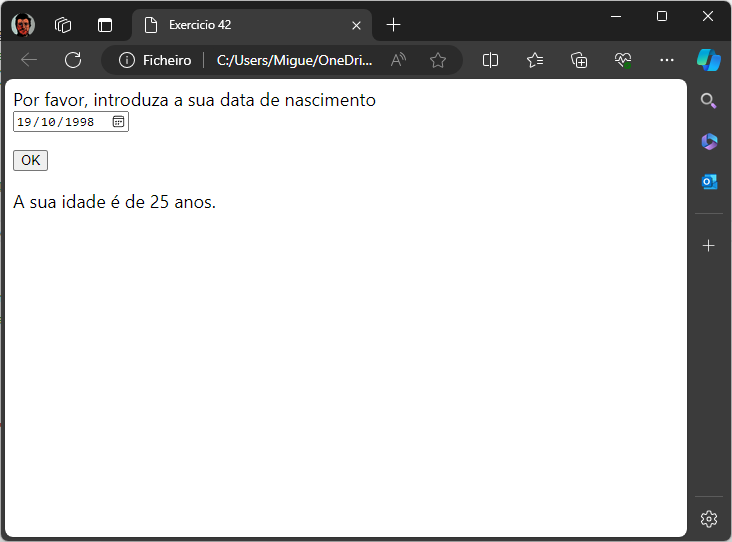 Exercicio 42
Ficheiro
C:/Users/Migue/OneDri...
Por favor, introduza a sua data de nascimento
19/10/1998
OK
A sua idade é de 25 anos.